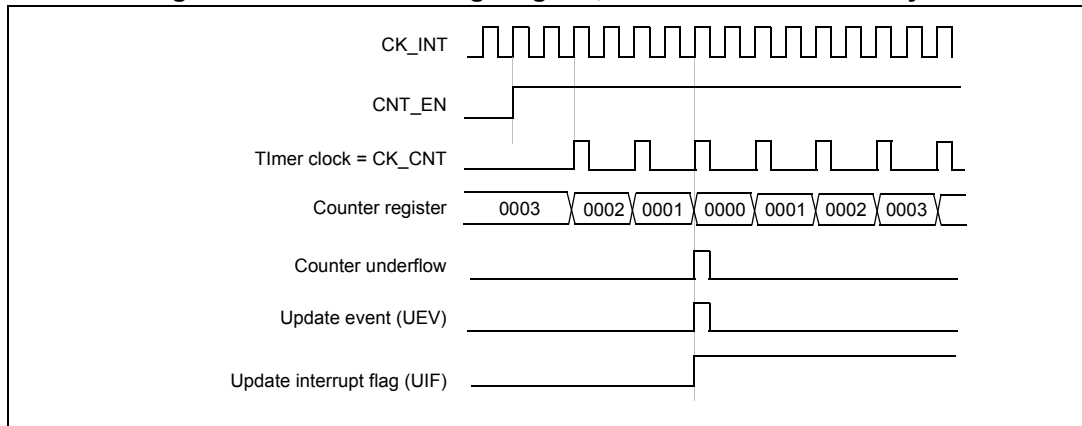 CK_INT
CNT_EN
TImer clock = CK_CNT
Counter register 0003 0002 0001 0000 0001 0002 0003
Counter underflow
Update event (UEV)
Update interrupt flag (UIF)